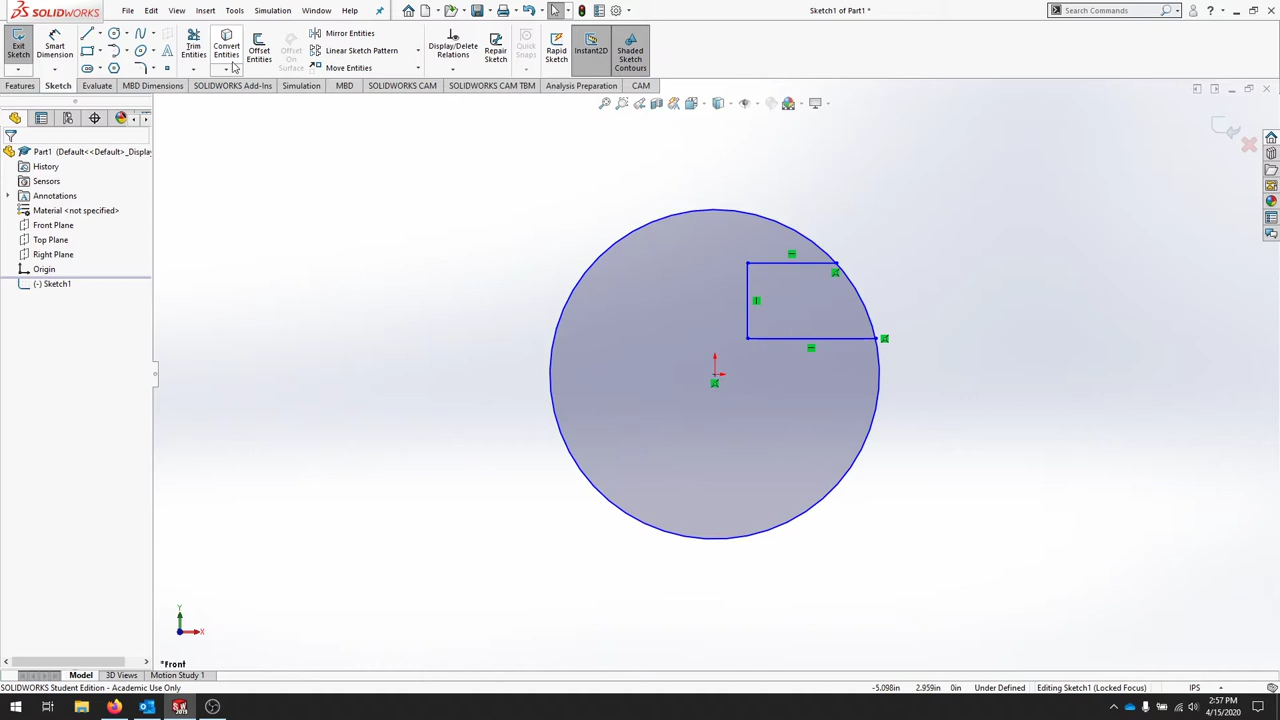 SOLIDWORKS File Edit View Insert Tools Simulation Window Help Sketch1 of Part1 * Search Commands
Exit Sketch
Smart Dimension
Trim Entities
Convert Entities
Offset Entities
Offset On Surface
Mirror Entities
Linear Sketch Pattern
Move Entities
Display/Delete Relations
Repair Sketch
Quick Snaps
Rapid Sketch
Instant2D
Shaded Sketch Contours
Features Sketch Evaluate MBD Dimensions SOLIDWORKS Add-Ins Simulation MBD SOLIDWORKS CAM SOLIDWORKS CAM TBM Analysis Preparation CAM
Part1 (Default<<Default>_Display
History
Sensors
Annotations
Material <not specified>
Front Plane
Top Plane
Right Plane
Origin
(-) Sketch1
Y
X
*Front
Model 3D Views Motion Study 1
SOLIDWORKS Student Edition - Academic Use Only -5.098in 2.959in 0in Under Defined Editing Sketch1 (Locked Focus) IPS
2:57 PM
4/15/2020